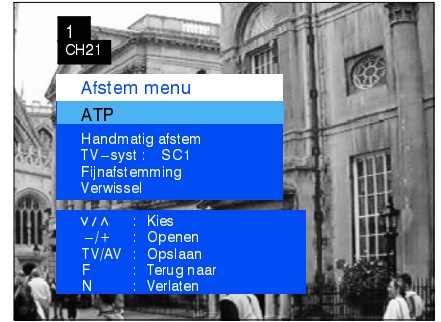 1
CH21
Afstem menu
ATP
Handmatig afstem
TV-syst : SC1
Fijnafstemming
Verwissel
∨/∧ : Kies
-/+ : Openen
TV/AV : Opslaan
F : Terug naar
N : Verlaten